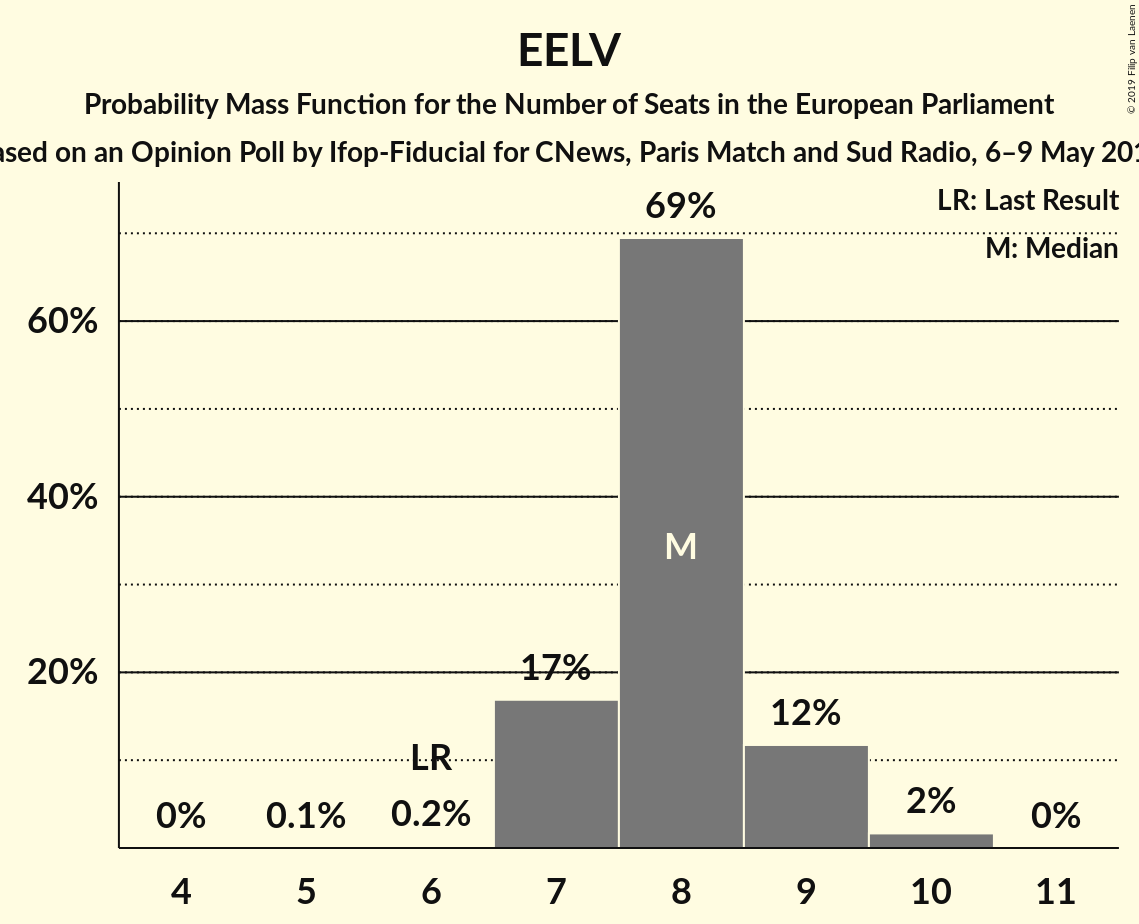 EELV
Probability Mass Function for the Number of Seats in the European Parliament
ased on an Opinion Poll by Ifop-Fiducial for CNews, Paris Match and Sud Radio, 6–9 May 201
© 2019 Filip van Laenen
LR: Last Result
M: Median
69%
60%
40%
M
20%
17%
12%
LR
0%
0.1%
0.2%
2%
0%
4 5 6 7 8 9 10 11